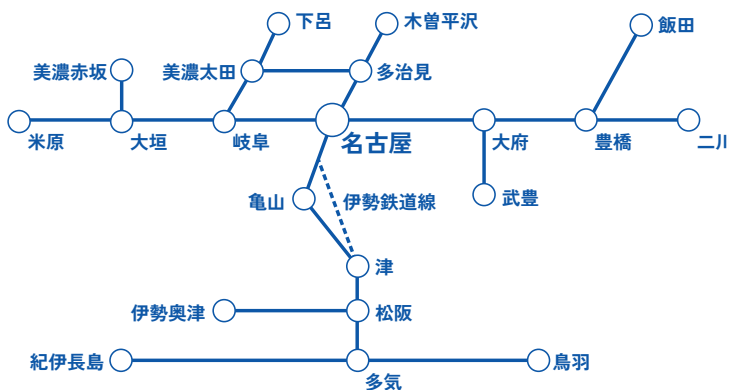 下呂
木曽平沢
飯田
美濃赤坂
美濃太田
多治見
米原
大垣
岐阜
名古屋
大府
豊橋
二川
亀山
伊勢鉄道線
武豊
津
伊勢奥津
松阪
紀伊長島
鳥羽
多気